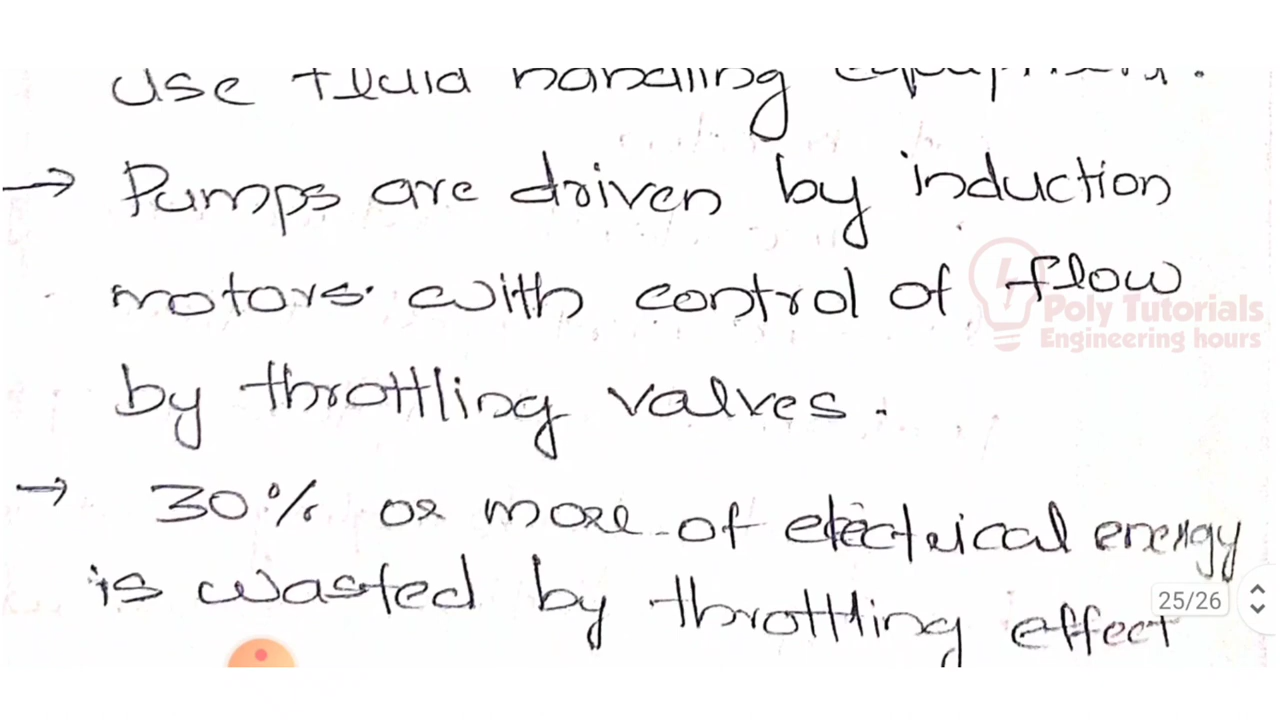 use fluid handling equipment.
→ Pumps are driven by induction
motors. with control of flow
Poly Tutorials
Engineering hours
by throttling valves.
→ 30% or more of electrical energy
is wasted by throttling effect
25/26